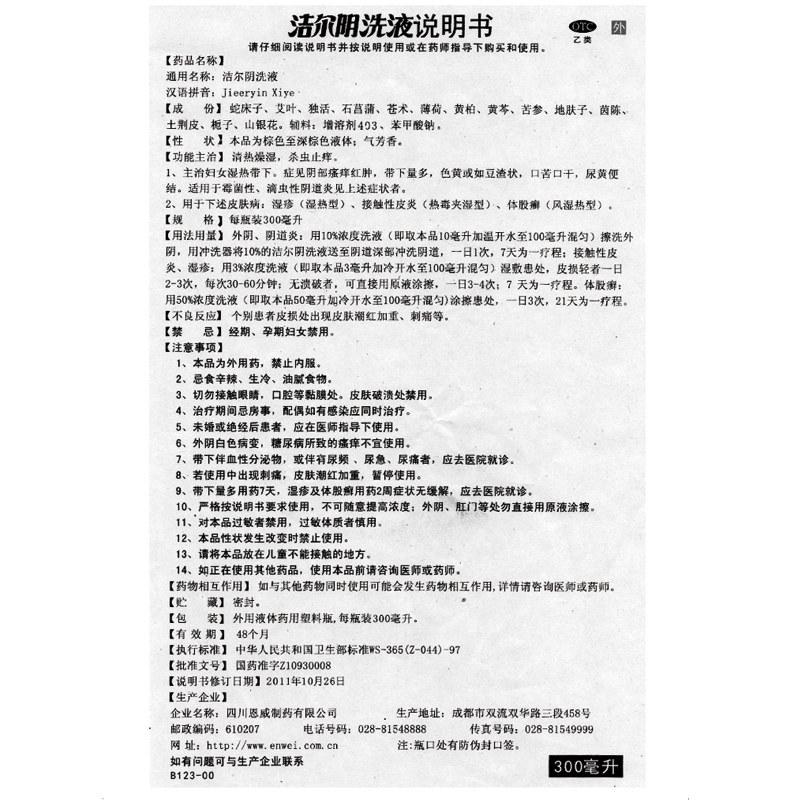 洁尔阴洗液说明书
OTC
乙类
外
请仔细阅读说明书并按说明使用或在药师指导下购买和使用。
【药品名称】
通用名称：洁尔阴洗液
汉语拼音：Jieeryin Xiye
【成　份】蛇床子、艾叶、独活、石菖蒲、苍术、薄荷、黄柏、黄芩、苦参、地肤子、茵陈、
土荆皮、栀子、山银花。辅料：增溶剂403、苯甲酸钠。
【性　状】本品为棕色至深棕色液体；气芳香。
【功能主治】清热燥湿，杀虫止痒。
1、主治妇女湿热带下。症见阴部瘙痒红肿，带下量多，色黄或如豆渣状，口苦口干，尿黄便
结。适用于霉菌性、滴虫性阴道炎见上述症状者。
2、用于下述皮肤病：湿疹（湿热型）、接触性皮炎（热毒夹湿型）、体股癣（风湿热型）。
【规　格】每瓶装300毫升
【用法用量】外阴、阴道炎：用10%浓度洗液（即取本品10毫升加温开水至100毫升混匀）擦洗外
阴，用冲洗器将10%的洁尔阴洗液送至阴道深部冲洗阴道，一日1次，7天为一疗程；接触性皮
炎、湿疹：用3%浓度洗液（即取本品3毫升加冷开水至100毫升混匀）湿敷患处，皮损轻者一日
2-3次，每次30-60分钟；无溃破者，可直接用原液涂擦，一日3-4次；7 天为一疗程。体股癣：
用50%浓度洗液（即取本品50毫升加冷开水至100毫升混匀）涂擦患处，一日3次，21天为一疗程。
【不良反应】个别患者皮损处出现皮肤潮红加重、刺痛等。
【禁　忌】经期、孕期妇女禁用。
【注意事项】
1、本品为外用药，禁止内服。
2、忌食辛辣、生冷、油腻食物。
3、切勿接触眼睛，口腔等黏膜处。皮肤破溃处禁用。
4、治疗期间忌房事，配偶如有感染应同时治疗。
5、未婚或绝经后患者，应在医师指导下使用。
6、外阴白色病变，糖尿病所致的瘙痒不宜使用。
7、带下伴血性分泌物，或伴有尿频 、尿急、尿痛者，应去医院就诊。
8、若使用中出现刺痛，皮肤潮红加重，暂停使用。
9、带下量多用药7天，湿疹及体股癣用药2周症状无缓解，应去医院就诊。
10、严格按说明书要求使用，不可随意提高浓度；外阴、肛门等处勿直接用原液涂擦。
11、对本品过敏者禁用，过敏体质者慎用。
12、本品性状发生改变时禁止使用。
13、请将本品放在儿童不能接触的地方。
14、如正在使用其他药品，使用本品前请咨询医师或药师。
【药物相互作用】如与其他药物同时使用可能会发生药物相互作用，详情请咨询医师或药师。
【贮　藏】密封。
【包　装】外用液体药用塑料瓶，每瓶装300毫升。
【有 效 期】 48个月
【执行标准】 中华人民共和国卫生部标准WS-365(Z-044)-97
【批准文号】 国药准字Z10930008
【说明书修订日期】2011年10月26日
【生产企业】
企业名称：四川恩威制药有限公司　生产地址：成都市双流双华路三段458号
邮政编码：610207　电话号码：028-81548888　传真号码：028-81549999
网 址：http://www.enwei.com.cn　注:瓶口处有防伪封口签。
如有问题可与生产企业联系
B123-00
300毫升